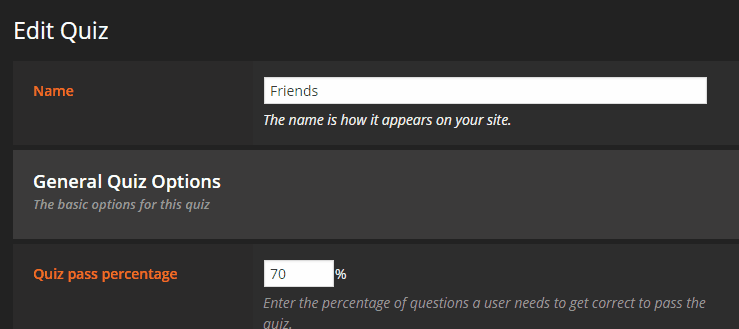 Edit Quiz
Name
Friends
The name is how it appears on your site.
General Quiz Options
The basic options for this quiz
Quiz pass percentage
70 %
Enter the percentage of questions a user needs to get correct to pass the
quiz.